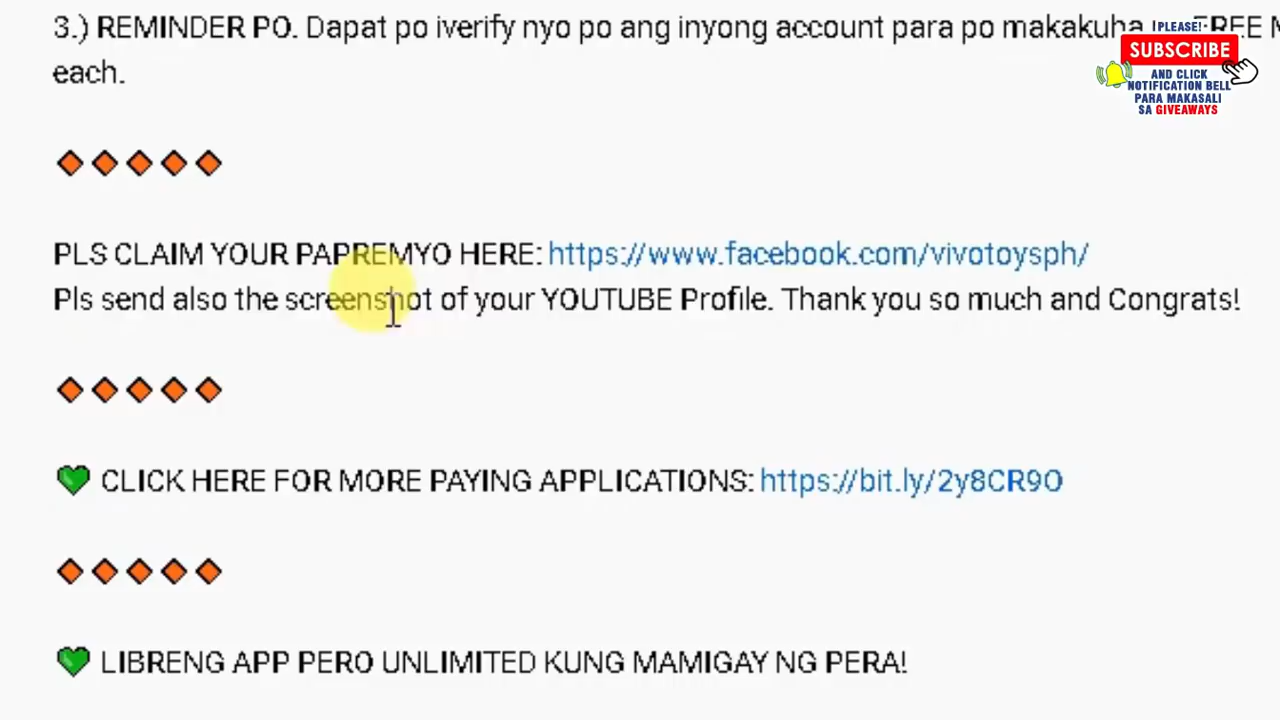 3.) REMINDER PO. Dapat po iverify nyo po ang inyong account para po makakuha
each.
PLEASE!
SUBSCRIBE
AND CLICK
NOTIFICATION BELL
PARA MAKASALI
SA GIVEAWAYS
PLS CLAIM YOUR PAPREMYO HERE: https://www.facebook.com/vivotoysph/
Pls send also the screenshot of your YOUTUBE Profile. Thank you so much and Congrats!
CLICK HERE FOR MORE PAYING APPLICATIONS: https://bit.ly/2y8CR9O
LIBRENG APP PERO UNLIMITED KUNG MAMIGAY NG PERA!